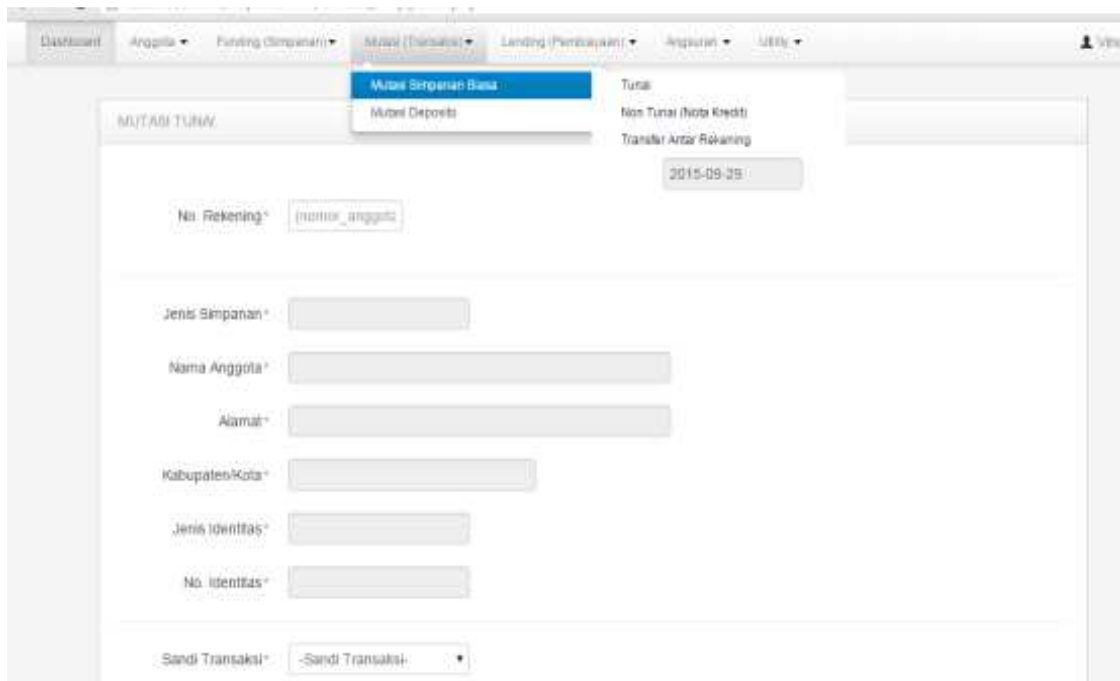 Dashboard Anggota Funding (Simpanan) Mutasi (Transaksi) Lending (Pembiayaan) Angsuran Utility
Mutasi Simpanan Biasa Tunai
Mutasi Deposito Non Tunai (Nota Kredit)
MUTASI TUNAI
Transfer Antar Rekening
2015-09-29
No. Rekening* (nomor_anggota
Jenis Simpanan*
Nama Anggota*
Alamat*
Kabupaten/Kota*
Jenis Identitas*
No. Identitas*
Sandi Transaksi* -Sandi Transaksi-